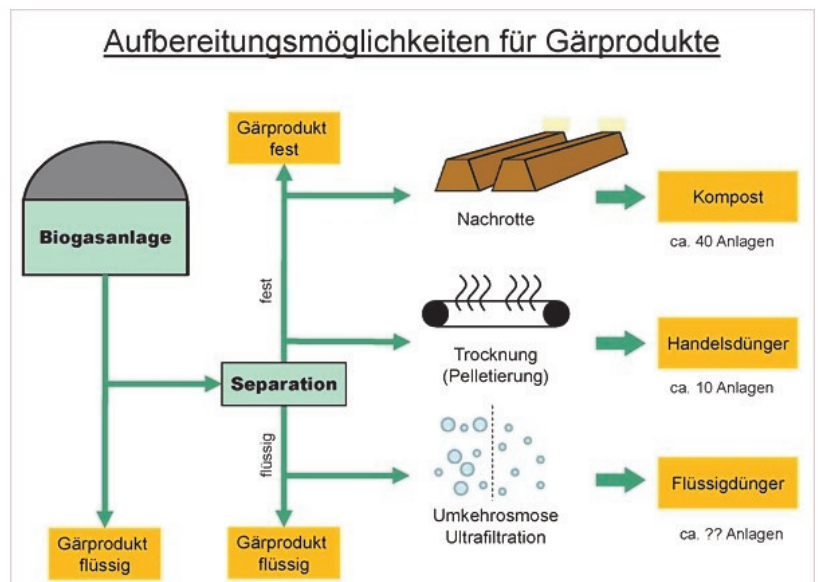 Aufbereitungsmöglichkeiten für Gärprodukte
Gärprodukt
fest
Biogasanlage
fest
Nachrotte
Kompost
ca. 40 Anlagen
Trocknung
(Pelletierung)
Handelsdünger
ca. 10 Anlagen
Separation
flüssig
Umkehrosmose
Ultrafiltration
Flüssigdünger
ca. ?? Anlagen
Gärprodukt
flüssig
Gärprodukt
flüssig